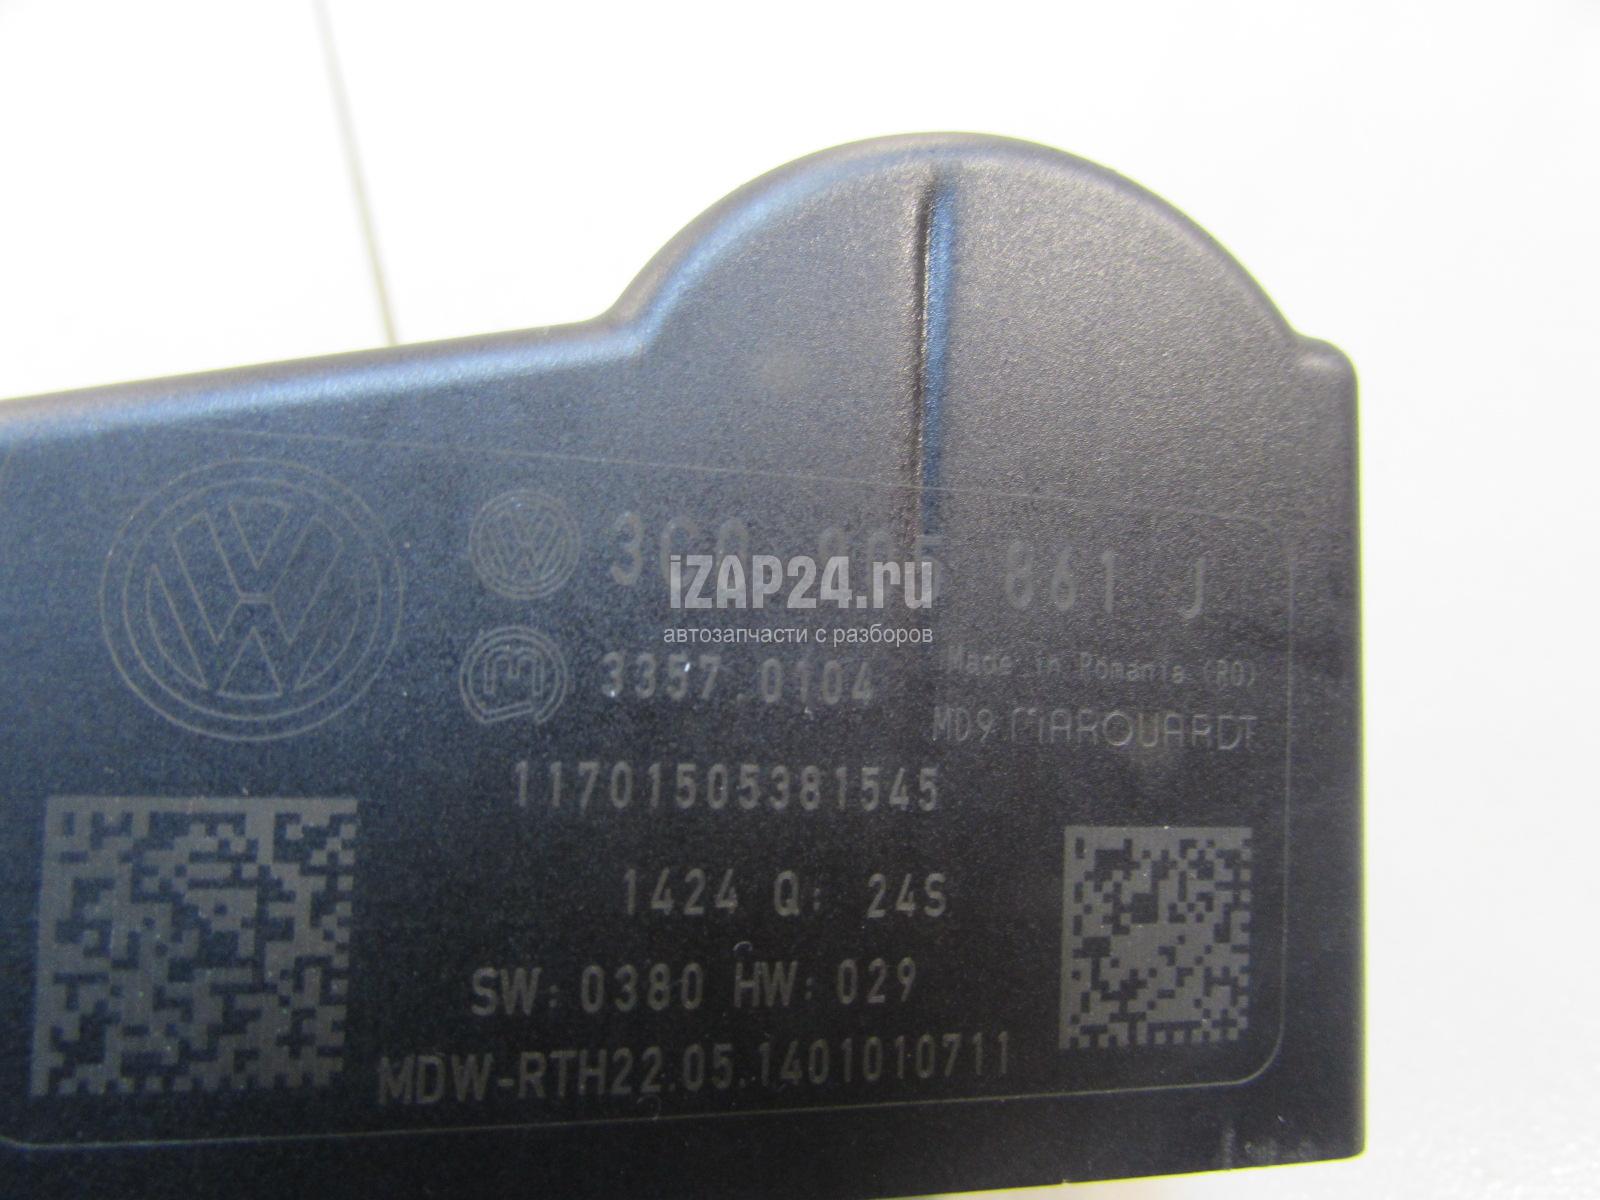 3C0 905 861 J
iZAP24.ru
автозапчасти с разборов
3357.0104
Made in Romania (RO)
MD9 MARQUARDT
11701505381545
1424 Q: 24S
SW: 0380 HW: 029
MDW-RTH22.05.1401010711